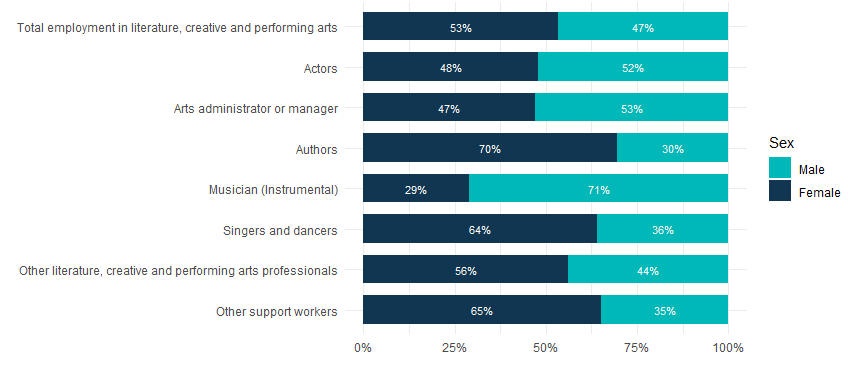 Total employment in literature, creative and performing arts 53% 47%
Actors 48% 52%
Arts administrator or manager 47% 53%
Authors 70% 30%
Musician (Instrumental) 29% 71%
Singers and dancers 64% 36%
Other literature, creative and performing arts professionals 56% 44%
Other support workers 65% 35%
0% 25% 50% 75% 100%
Sex
Male
Female